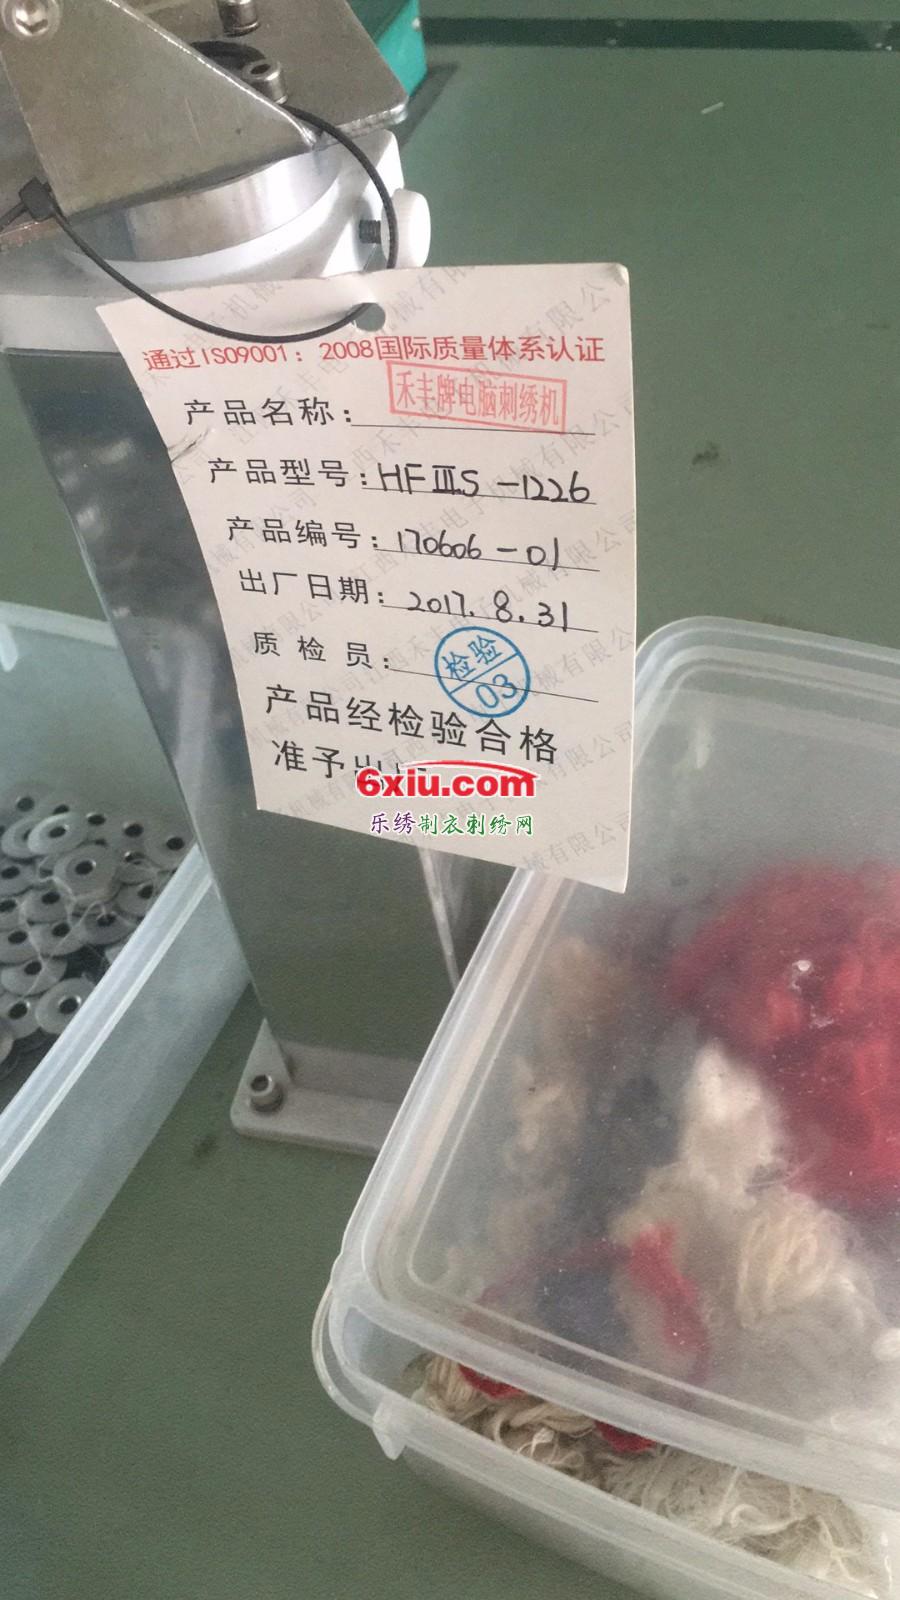 通过ISO9001：2008国际质量体系认证
产品名称：禾丰牌电脑刺绣机
产品型号：HFⅢS-1226
产品编号：170606-01
出厂日期：2017.8.31
质检员：检验03
产品经检验合格
准予出
6xiu.com
乐绣制衣刺绣网